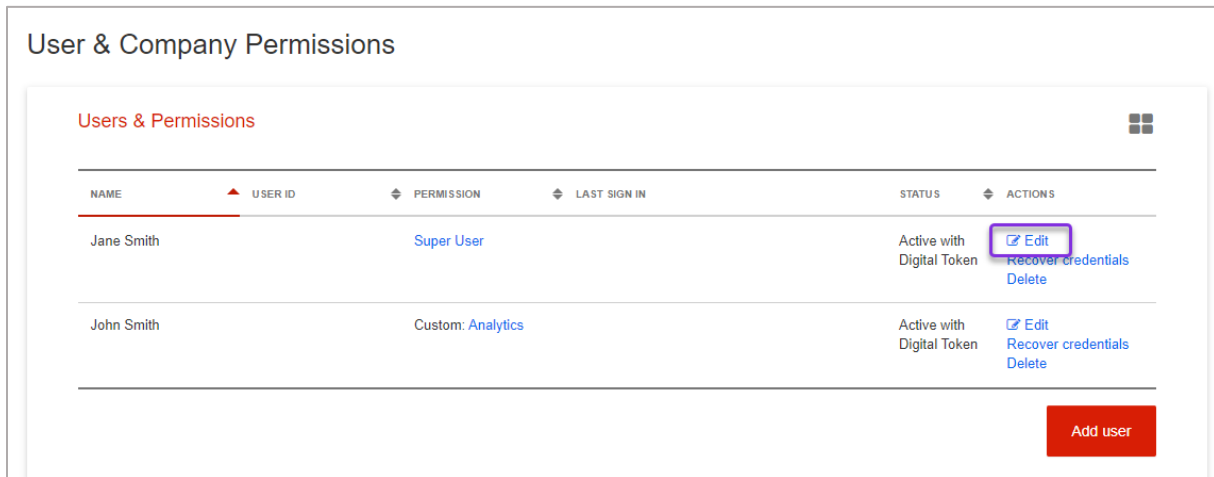 User & Company Permissions
Users & Permissions
NAME USER ID PERMISSION LAST SIGN IN STATUS ACTIONS
Jane Smith Super User Active with Edit
Digital Token Recover credentials
Delete
John Smith Custom: Analytics Active with Edit
Digital Token Recover credentials
Delete
Add user